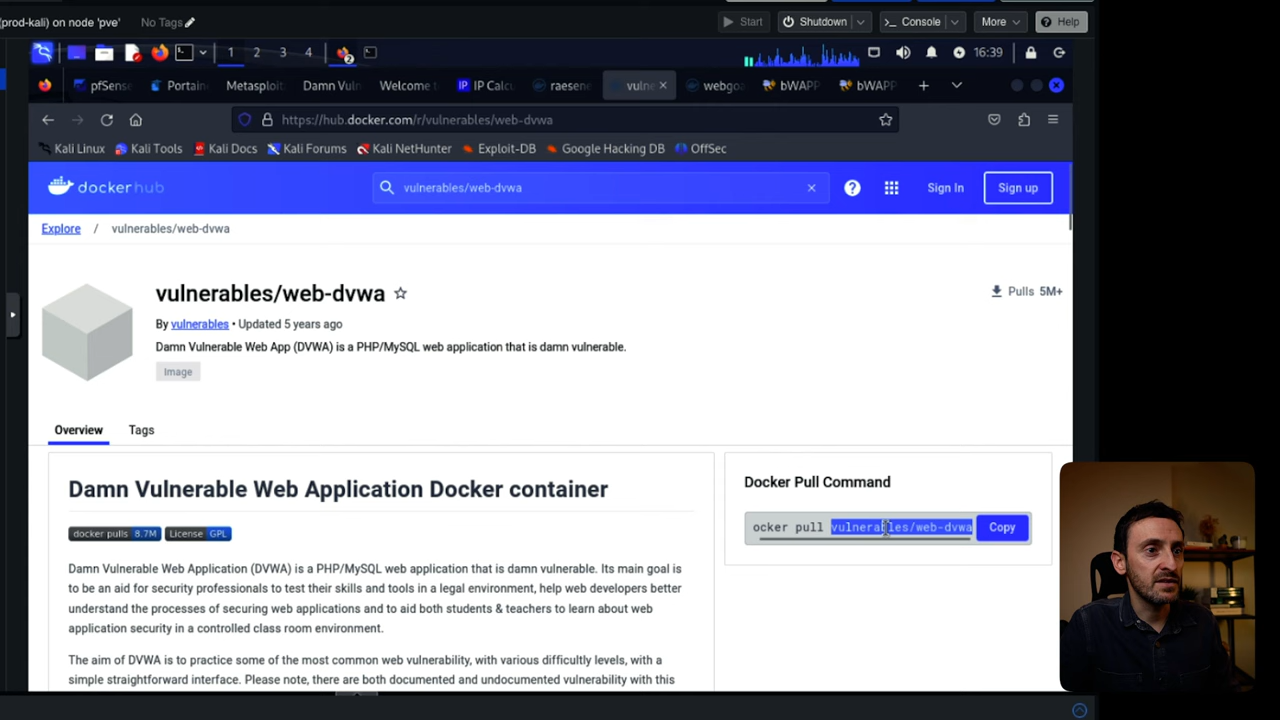 (prod-kali) on node 'pve'
No Tags
Start
Shutdown
Console
More
Help
1
2
3
4
16:39
pfSens
Portain
Metasploi
Damn Vuln
Welcome
IP Calcu
raesene
vulne
webgoa
bWAPP
bWAPP
https://hub.docker.com/r/vulnerables/web-dvwa
Kali Linux
Kali Tools
Kali Docs
Kali Forums
Kali NetHunter
Exploit-DB
Google Hacking DB
OffSec
dockerhub
vulnerables/web-dvwa
Sign In
Sign up
Explore / vulnerables/web-dvwa
vulnerables/web-dvwa
Pulls 5M+
By vulnerables • Updated 5 years ago
Damn Vulnerable Web App (DVWA) is a PHP/MySQL web application that is damn vulnerable.
Image
Overview
Tags
Damn Vulnerable Web Application Docker container
docker pulls 8.7M
License GPL
Damn Vulnerable Web Application (DVWA) is a PHP/MySQL web application that is damn vulnerable. Its main goal is
to be an aid for security professionals to test their skills and tools in a legal environment, help web developers better
understand the processes of securing web applications and to aid both students & teachers to learn about web
application security in a controlled class room environment.
The aim of DVWA is to practice some of the most common web vulnerability, with various difficultly levels, with a
simple straightforward interface. Please note, there are both documented and undocumented vulnerability with this
Docker Pull Command
ocker pull vulnerables/web-dvwa
Copy